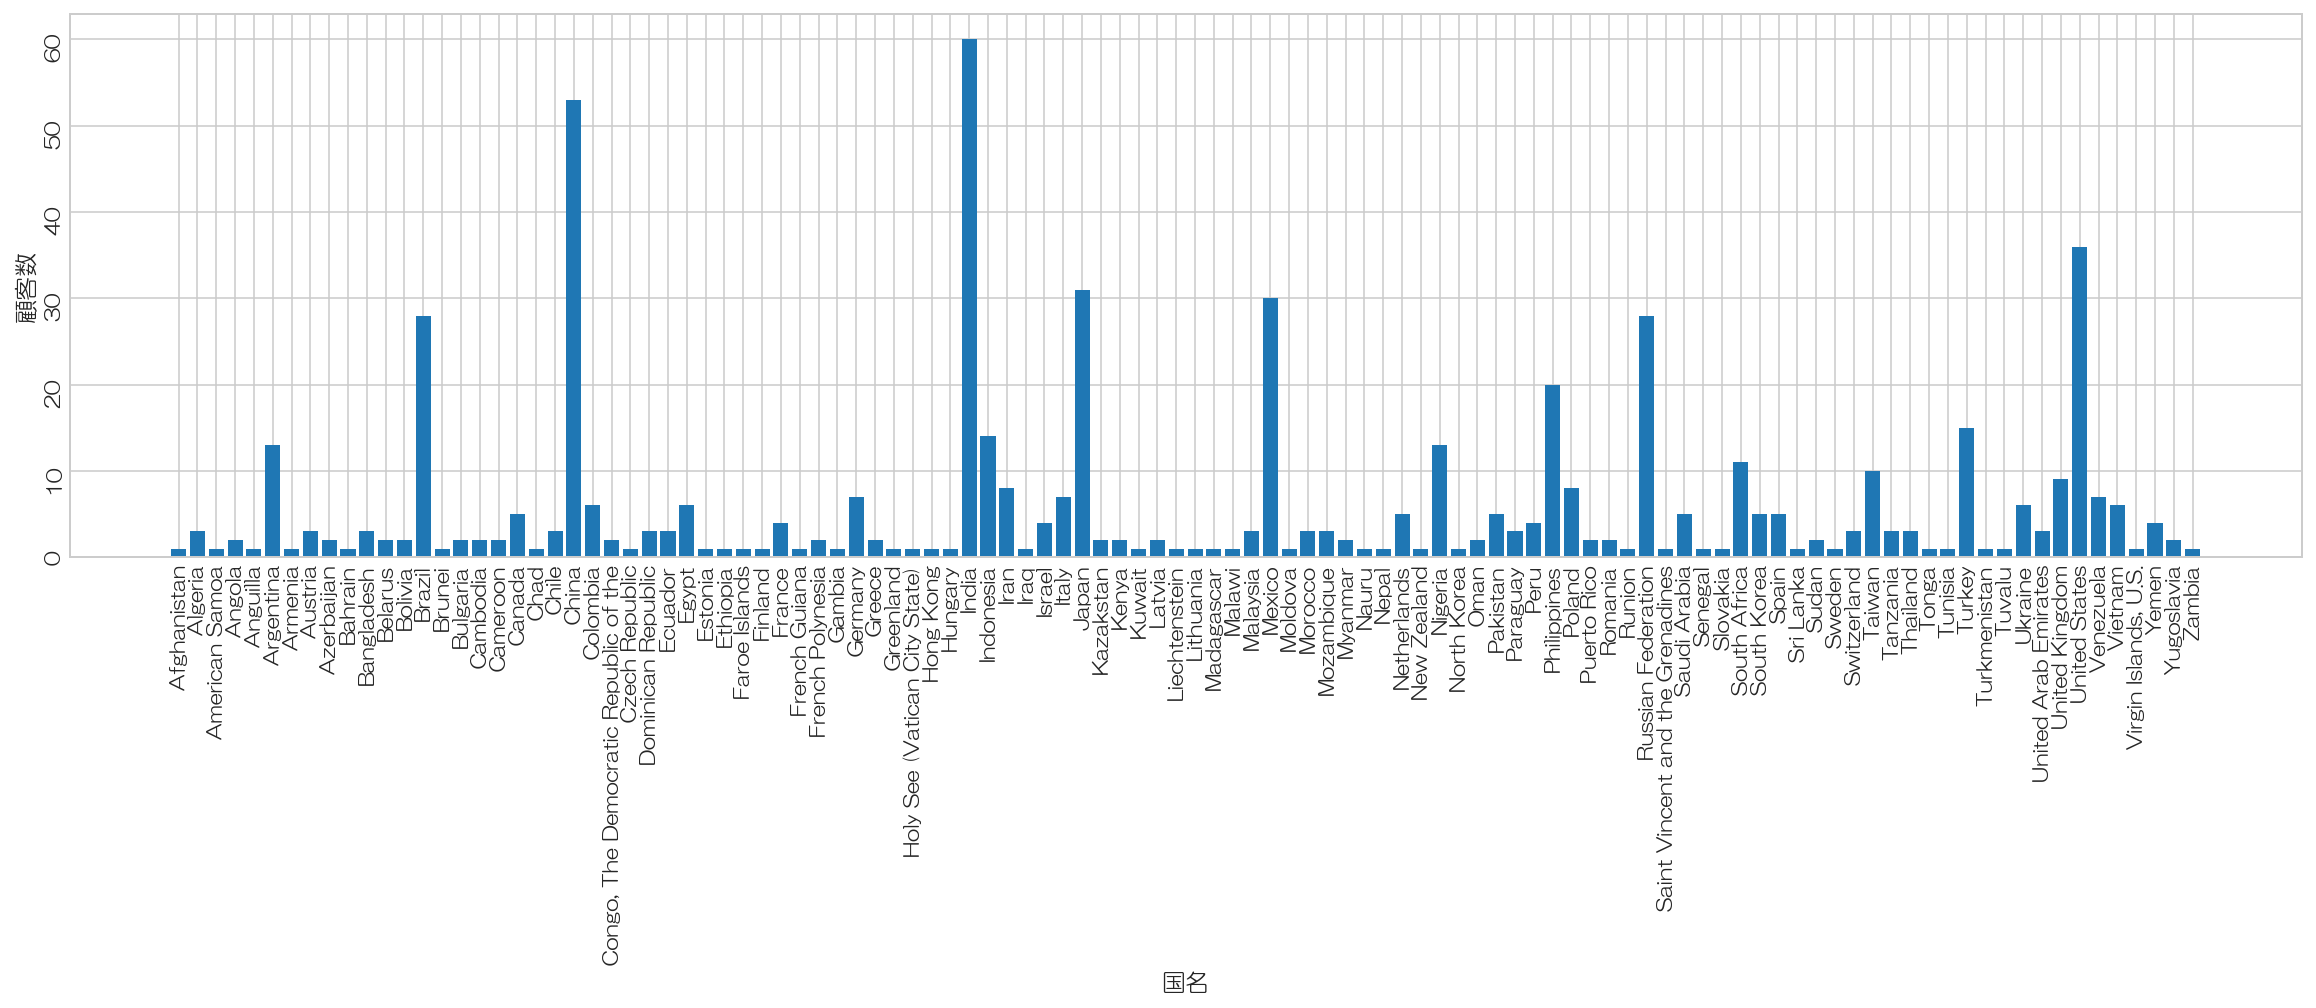 顧客数
60
50
40
30
20
10
0
Afghanistan
Algeria
American Samoa
Angola
Anguilla
Argentina
Armenia
Austria
Azerbaijan
Bahrain
Bangladesh
Belarus
Bolivia
Brazil
Brunei
Bulgaria
Cambodia
Cameroon
Canada
Chad
Chile
China
Colombia
Congo, The Democratic Republic of the
Czech Republic
Dominican Republic
Ecuador
Egypt
Estonia
Ethiopia
Faroe Islands
Finland
France
French Guiana
French Polynesia
Gambia
Germany
Greece
Greenland
Holy See (Vatican City State)
Hong Kong
Hungary
India
Indonesia
Iran
Iraq
Israel
Italy
Japan
Kazakstan
Kenya
Kuwait
Latvia
Liechtenstein
Lithuania
Madagascar
Malawi
Malaysia
Mexico
Moldova
Morocco
Mozambique
Myanmar
Nauru
Nepal
Netherlands
New Zealand
Nigeria
North Korea
Oman
Pakistan
Paraguay
Peru
Philippines
Poland
Puerto Rico
Romania
Runion
Russian Federation
Saint Vincent and the Grenadines
Saudi Arabia
Senegal
Slovakia
South Africa
South Korea
Spain
Sri Lanka
Sudan
Sweden
Switzerland
Taiwan
Tanzania
Thailand
Tonga
Tunisia
Turkey
Turkmenistan
Tuvalu
Ukraine
United Arab Emirates
United Kingdom
United States
Venezuela
Vietnam
Virgin Islands, U.S.
Yemen
Yugoslavia
Zambia
国名